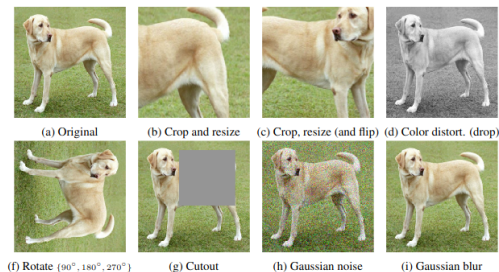 (a) Original
(b) Crop and resize
(c) Crop, resize (and flip)
(d) Color distort. (drop)
(f) Rotate {90°, 180°, 270°}
(g) Cutout
(h) Gaussian noise
(i) Gaussian blur